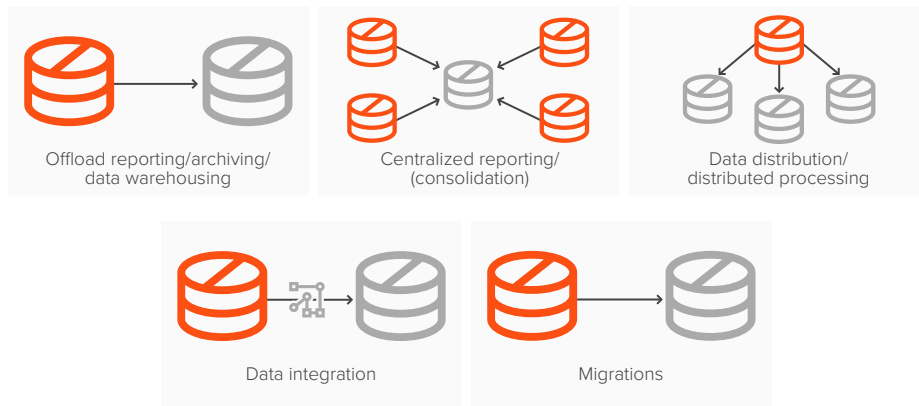 Offload reporting/archiving/
data warehousing
Centralized reporting/
(consolidation)
Data distribution/
distributed processing
Data integration
Migrations